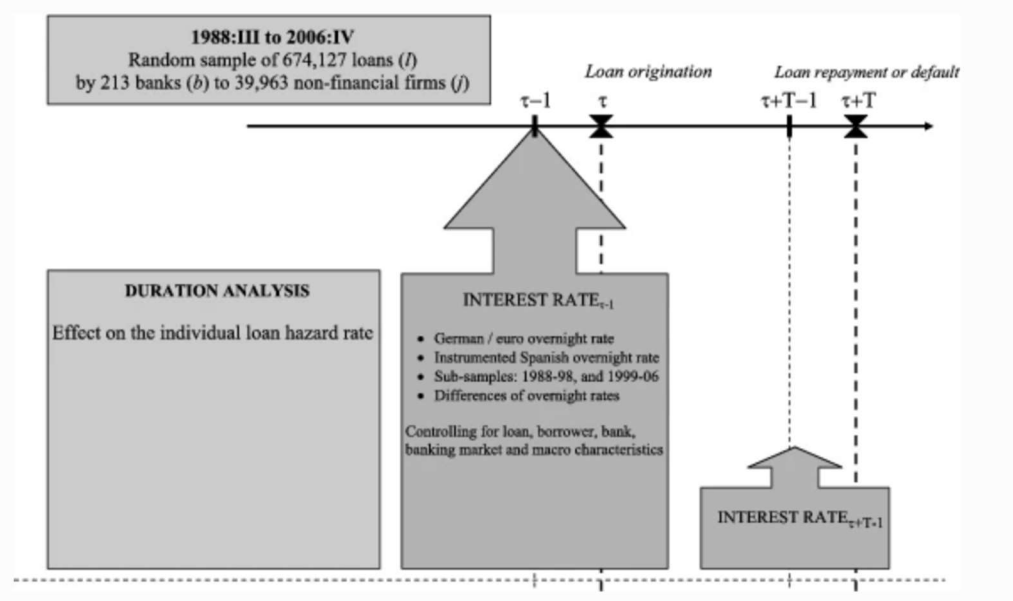 1988:III to 2006:IV
Random sample of 674,127 loans (l)
by 213 banks (b) to 39,963 non-financial firms (j)
Loan origination
Loan repayment or default
τ−1
τ
τ+T−1
τ+T
DURATION ANALYSIS
Effect on the individual loan hazard rate
INTEREST RATEτ-1
• German / euro overnight rate
• Instrumented Spanish overnight rate
• Sub-samples: 1988-98, and 1999-06
• Differences of overnight rates
Controlling for loan, borrower, bank,
banking market and macro characteristics
INTEREST RATEτ+T-1